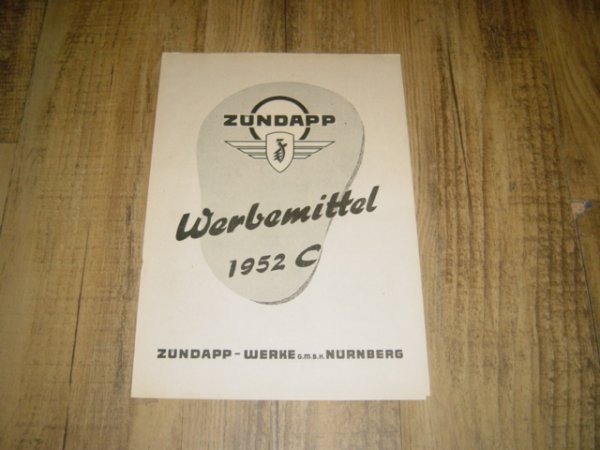 ZÜNDAPP
Werbemittel
1952 C
ZÜNDAPP-WERKE G.M.B.H. NÜRNBERG